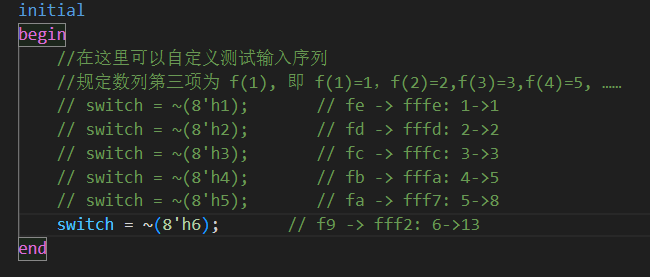 initial
begin
//在这里可以自定义测试输入序列
//规定数列第三项为 f(1), 即 f(1)=1, f(2)=2,f(3)=3,f(4)=5, ……
// switch = ~(8'h1); // fe -> fffe: 1->1
// switch = ~(8'h2); // fd -> fffd: 2->2
// switch = ~(8'h3); // fc -> fffc: 3->3
// switch = ~(8'h4); // fb -> fffa: 4->5
// switch = ~(8'h5); // fa -> fff7: 5->8
switch = ~(8'h6); // f9 -> fff2: 6->13
end